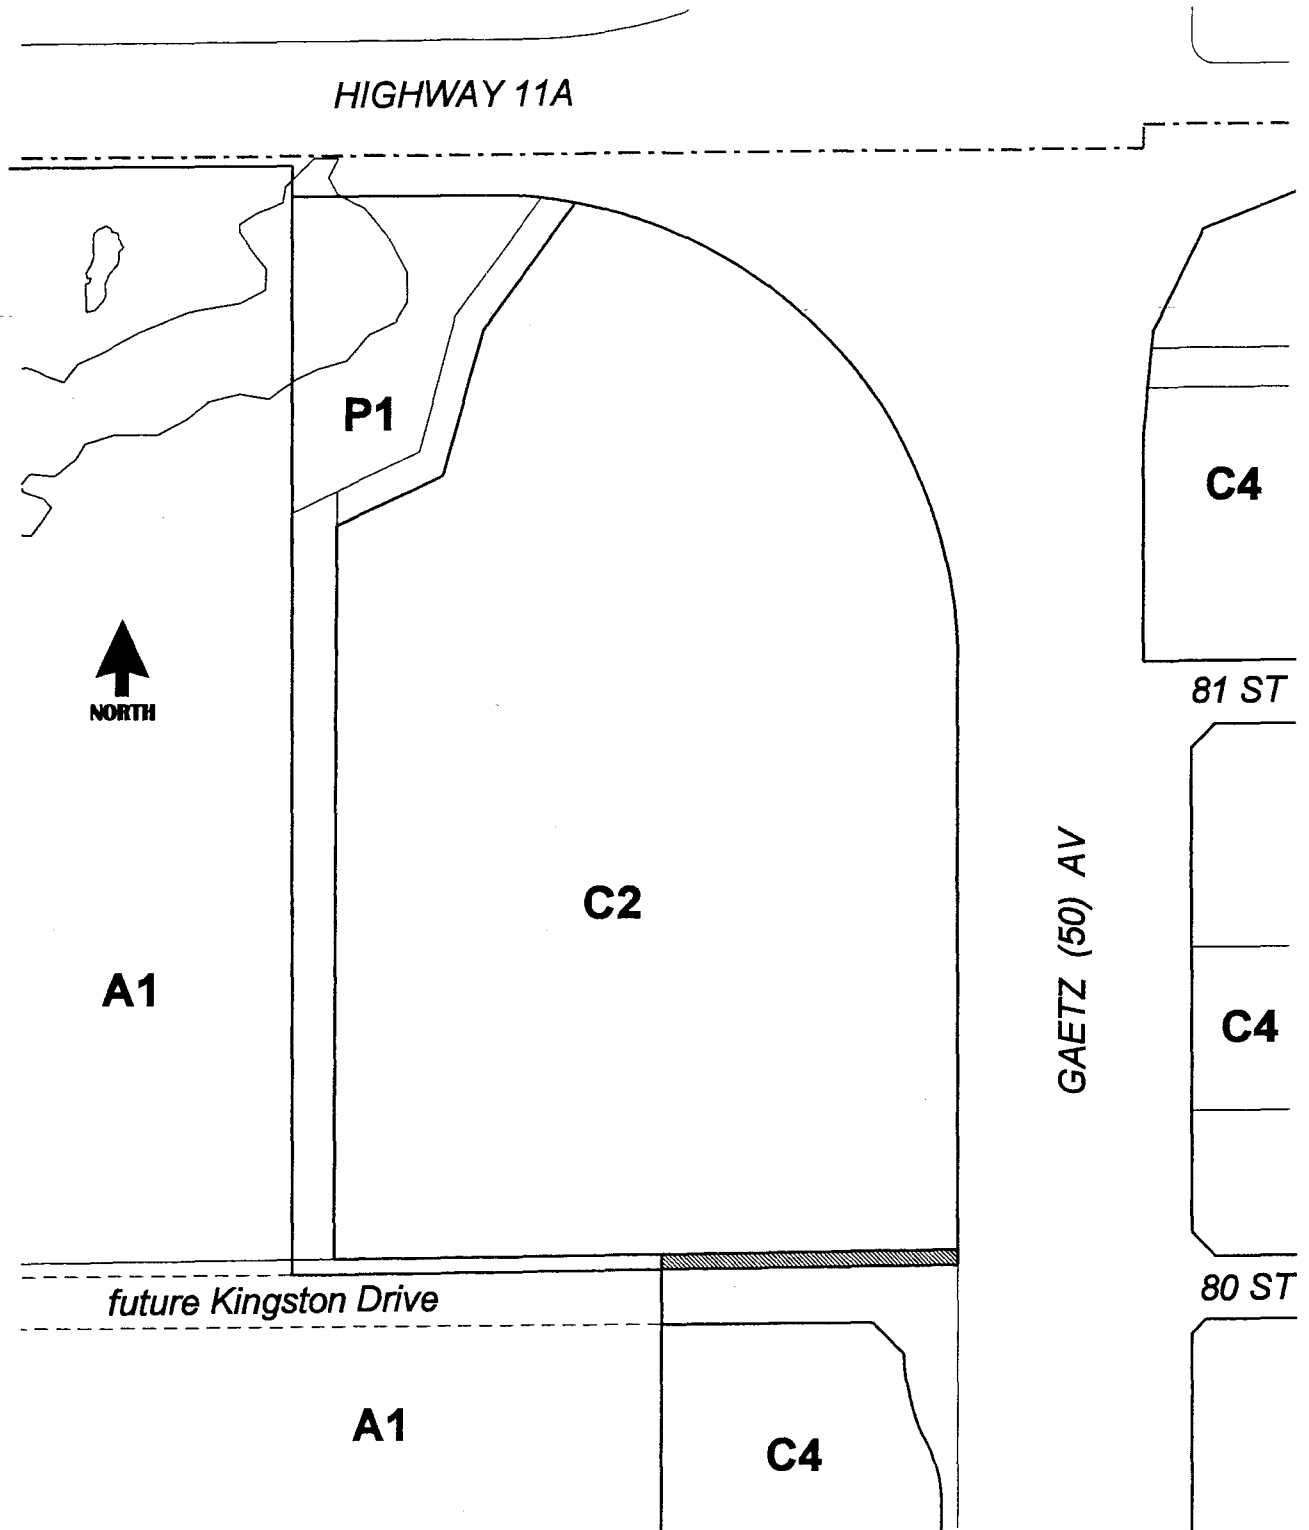 HIGHWAY 11A
P1
C4
NORTH
81 ST
C2
GAETZ (50) AV
A1
C4
future Kingston Drive
80 ST
A1
C4